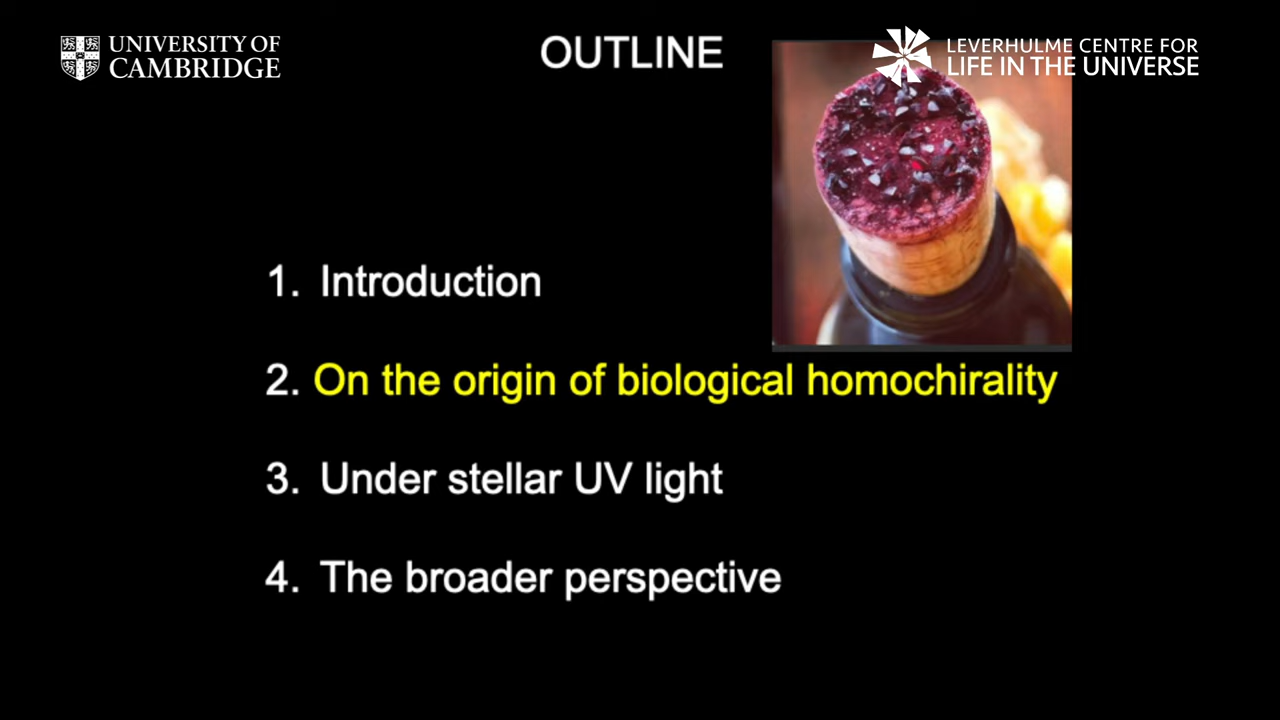 UNIVERSITY OF
CAMBRIDGE
OUTLINE
LEVERHULME CENTRE FOR
LIFE IN THE UNIVERSE
1. Introduction
2. On the origin of biological homochirality
3. Under stellar UV light
4. The broader perspective